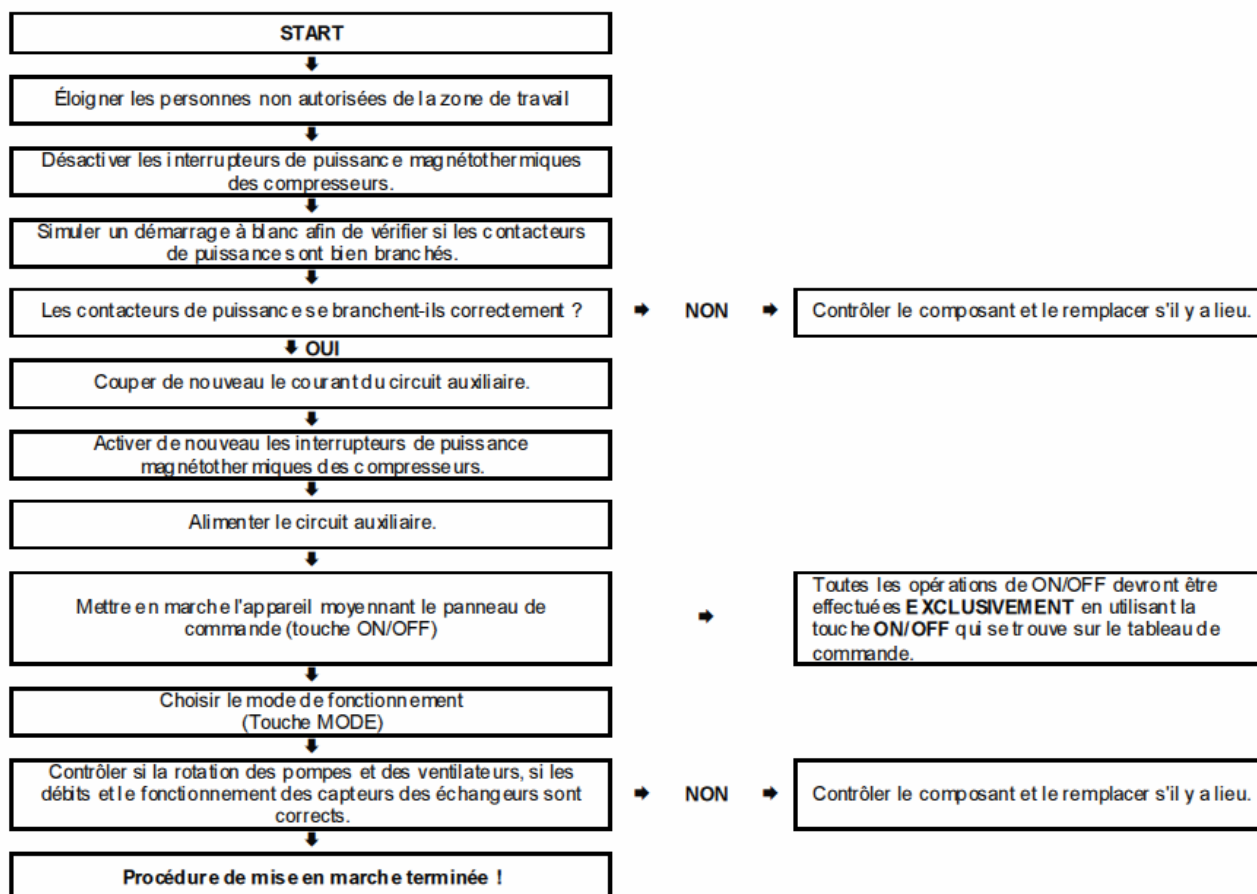 START
Éloigner les personnes non autorisées de la zone de travail
Désactiver les interrupteurs de puissance magnétothermiques
des compresseurs.
Simuler un démarrage à blanc afin de vérifier si les contacteurs
de puissance sont bien branchés.
Les contacteurs de puissance se branchent-ils correctement ?
NON
Contrôler le composant et le remplacer s'il y a lieu.
OUI
Couper de nouveau le courant du circuit auxiliaire.
Activer de nouveau les interrupteurs de puissance
magnétothermiques des compresseurs.
Alimenter le circuit auxiliaire.
Mettre en marche l'appareil moyennant le panneau de
commande (touche ON/OFF)
Toutes les opérations de ON/OFF devront être
effectuées EXCLUSIVEMENT en utilisant la
touche ON/OFF qui se trouve sur le tableau de
commande.
Choisir le mode de fonctionnement
(Touche MODE)
Contrôler si la rotation des pompes et des ventilateurs, si les
débits et le fonctionnement des capteurs des échangeurs sont
corrects.
NON
Contrôler le composant et le remplacer s'il y a lieu.
Procédure de mise en marche terminée !